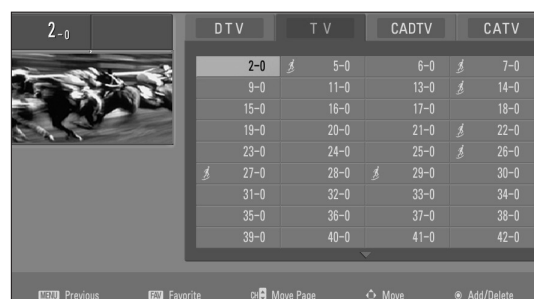 2-0
DTV TV CADTV CATV
2-0 5-0 6-0 7-0
9-0 11-0 13-0 14-0
15-0 16-0 17-0 18-0
19-0 20-0 21-0 22-0
23-0 24-0 25-0 26-0
27-0 28-0 29-0 30-0
31-0 32-0 33-0 34-0
35-0 36-0 37-0 38-0
39-0 40-0 41-0 42-0
MENU Previous FAV Favorite CH Move Page Move Add/Delete